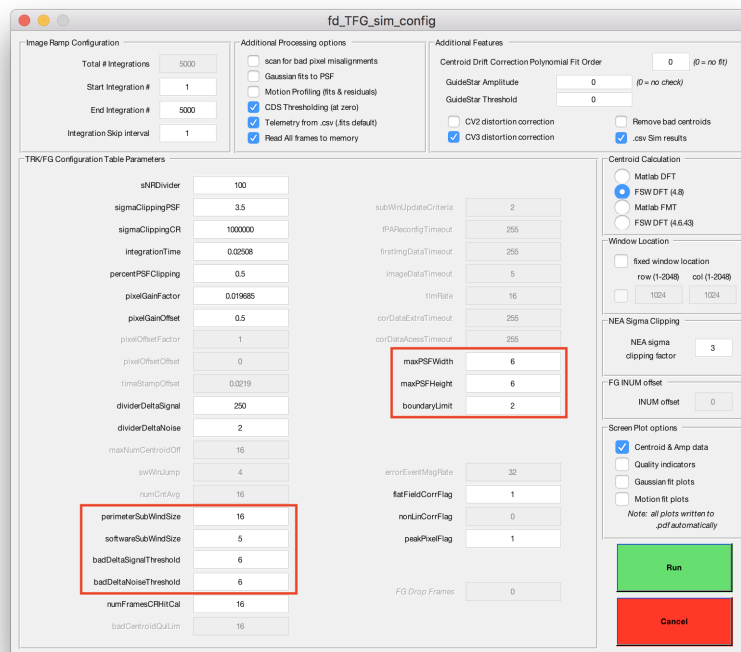 fd_TFG_sim_config
Image Ramp Configuration
Total # Integrations 5000
Start Integration # 1
End Integration # 5000
Integration Skip interval 1
Additional Processing options
scan for bad pixel misalignments
Gaussian fits to PSF
Motion Profiling (fits & residuals)
CDS Thresholding (at zero)
Telemetry from .csv (.fits default)
Read All frames to memory
Additional Features
Centroid Drift Correction Polynomial Fit Order 0 (0 = no fit)
GuideStar Amplitude 0 (0 = no check)
GuideStar Threshold 0
CV2 distortion correction Remove bad centroids
CV3 distortion correction .csv Sim results
TRK/FG Configuration Table Parameters
sNRDivider 100
sigmaClippingPSF 3.5
sigmaClippingCR 1000000
integrationTime 0.02508
percentPSFClipping 0.5
pixelGainFactor 0.019685
pixelGainOffset 0.5
pixelOffsetFactor 1
pixelOffsetOffset 0
timeStampOffset 0.0219
dividerDeltaSignal 250
dividerDeltaNoise 2
maxNumCentroidOff 16
swWinJump 4
numCntAvg 16
perimeterSubWindSize 16
softwareSubWindSize 5
badDeltaSignalThreshold 6
badDeltaNoiseThreshold 6
numFramesCRHitCal 16
badCentroidQulLim 16
subWinUpdateCriteria 2
fPAReconfigTimeout 255
firstImgDataTimeout 255
imageDataTimeout 5
tlmRate 16
corDataExtraTimeout 255
corDataAcessTimeout 255
maxPSFWidth 6
maxPSFHeight 6
boundaryLimit 2
errorEventMsgRate 32
flatFieldCorrFlag 1
nonLinCorrFlag 0
peakPixelFlag 1
FG Drop Frames 0
Centroid Calculation
Matlab DFT
FSW DFT (4.8)
Matlab FMT
FSW DFT (4.6.43)
Window Location
fixed window location
row (1-2048) col (1-2048)
1024 1024
NEA Sigma Clipping
NEA sigma
clipping factor 3
FG INUM offset
INUM offset 0
Screen Plot options
Centroid & Amp data
Quality indicators
Gaussian fit plots
Motion fit plots
Note: all plots written to
.pdf automatically
Run
Cancel